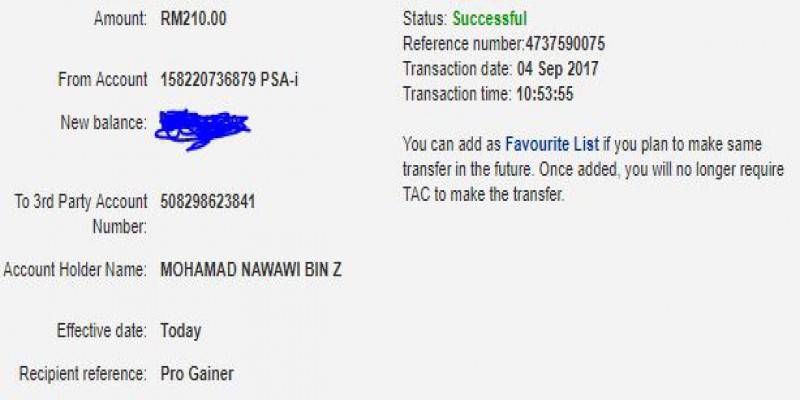 Amount: RM210.00
From Account 158220736879 PSA-i
New balance:
To 3rd Party Account 508298623841
Number:
Account Holder Name: MOHAMAD NAWAWI BIN Z
Effective date: Today
Recipient reference: Pro Gainer
Status: Successful
Reference number:4737590075
Transaction date: 04 Sep 2017
Transaction time: 10:53:55
You can add as Favourite List if you plan to make same
transfer in the future. Once added, you will no longer require
TAC to make the transfer.